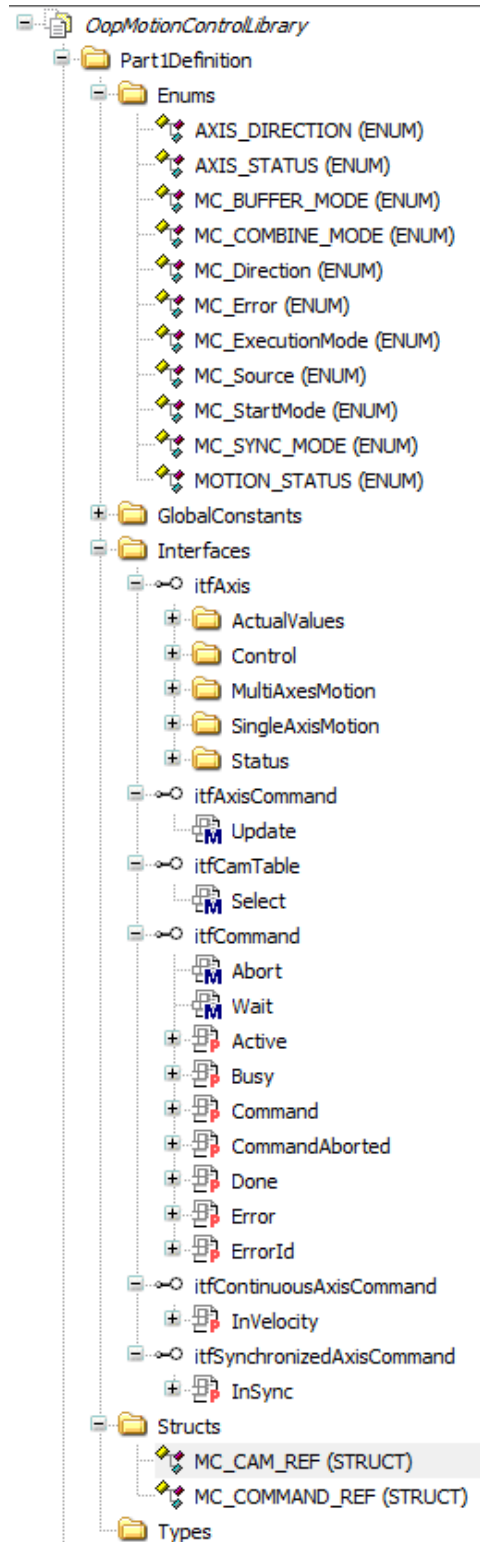 OopMotionControlLibrary
Part1Definition
Enums
AXIS_DIRECTION (ENUM)
AXIS_STATUS (ENUM)
MC_BUFFER_MODE (ENUM)
MC_COMBINE_MODE (ENUM)
MC_Direction (ENUM)
MC_Error (ENUM)
MC_ExecutionMode (ENUM)
MC_Source (ENUM)
MC_StartMode (ENUM)
MC_SYNC_MODE (ENUM)
MOTION_STATUS (ENUM)
GlobalConstants
Interfaces
itfAxis
ActualValues
Control
MultiAxesMotion
SingleAxisMotion
Status
itfAxisCommand
Update
itfCamTable
Select
itfCommand
Abort
Wait
Active
Busy
Command
CommandAborted
Done
Error
ErrorId
itfContinuousAxisCommand
InVelocity
itfSynchronizedAxisCommand
InSync
Structs
MC_CAM_REF (STRUCT)
MC_COMMAND_REF (STRUCT)
Types